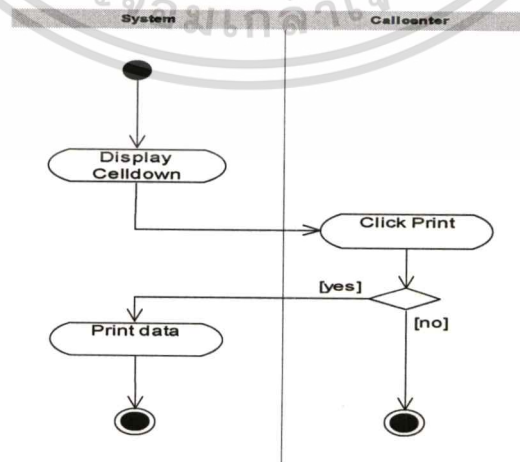 System
Callcenter
Display
Celldown
Click Print
[yes]
[no]
Print data